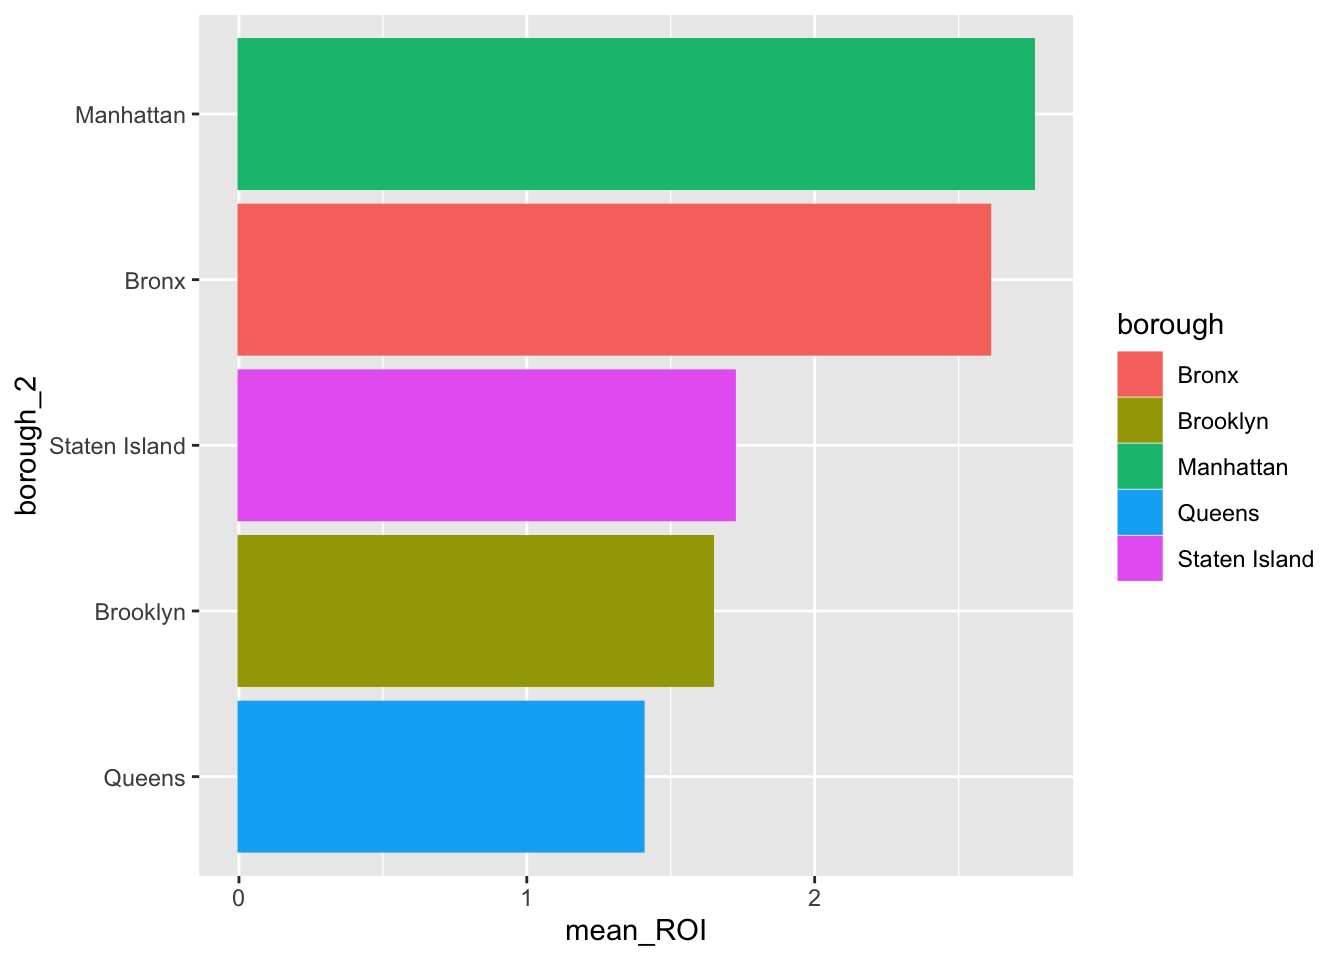 borough_2
Manhattan
Bronx
Staten Island
Brooklyn
Queens
0 1 2
mean_ROI
borough
Bronx
Brooklyn
Manhattan
Queens
Staten Island